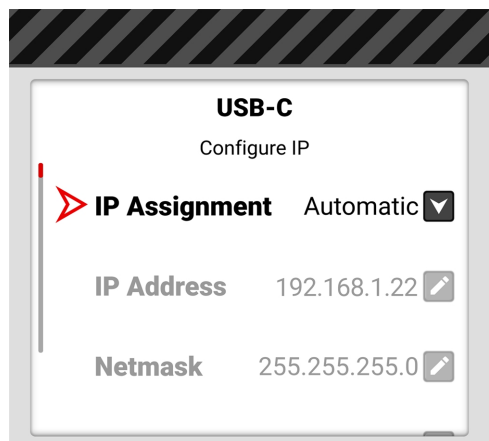 USB-C
Configure IP
IP Assignment Automatic
IP Address 192.168.1.22
Netmask 255.255.255.0